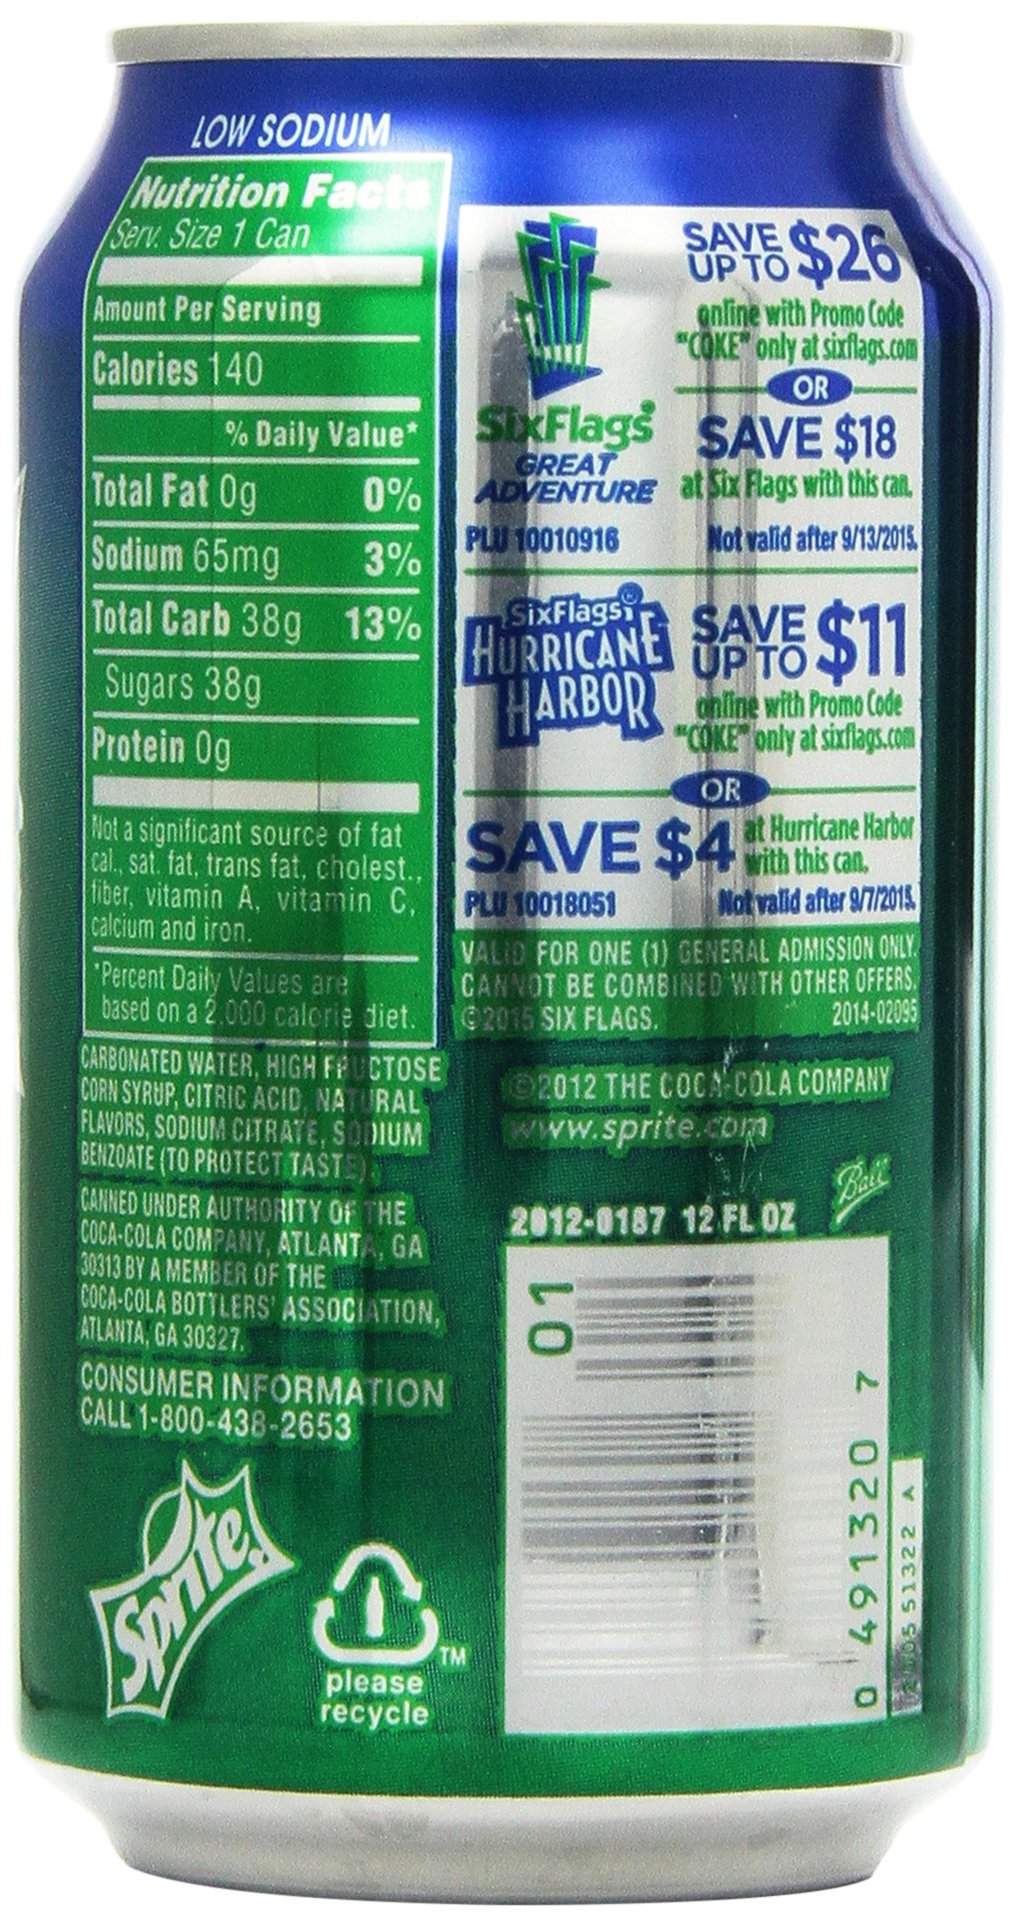 LOW SODIUM
Nutrition Facts
Serv. Size 1 Can
Amount Per Serving
Calories 140
% Daily Value*
Total Fat 0g 0%
Sodium 65mg 3%
Total Carb 38g 13%
Sugars 38g
Protein 0g
Not a significant source of fat
cal., sat. fat, trans fat, cholest.,
fiber, vitamin A, vitamin C,
calcium and iron.
*Percent Daily Values are
based on a 2,000 calorie diet.
CARBONATED WATER, HIGH FRUCTOSE
CORN SYRUP, CITRIC ACID, NATURAL
FLAVORS, SODIUM CITRATE, SODIUM
BENZOATE (TO PROTECT TASTE).
CANNED UNDER AUTHORITY OF THE
COCA-COLA COMPANY, ATLANTA, GA
30313 BY A MEMBER OF THE
COCA-COLA BOTTLERS' ASSOCIATION,
ATLANTA, GA 30327.
CONSUMER INFORMATION
CALL 1-800-438-2653
Sprite
please
recycle
TM
SixFlags
GREAT
ADVENTURE
PLU 10010916
SAVE
UP TO $26
online with Promo Code
"COKE" only at sixflags.com
OR
SAVE $18
at Six Flags with this can.
Not valid after 9/13/2015.
SixFlags®
HURRICANE
HARBOR
SAVE
UP TO $11
online with Promo Code
"COKE" only at sixflags.com
OR
SAVE $4 at Hurricane Harbor
with this can.
PLU 10018051 Not valid after 9/7/2015.
VALID FOR ONE (1) GENERAL ADMISSION ONLY.
CANNOT BE COMBINED WITH OTHER OFFERS.
©2015 SIX FLAGS. 2014-02095
©2012 THE COCA-COLA COMPANY
www.sprite.com
Ball
2012-0187 12 FL OZ
01
0 491320 7
51322 A